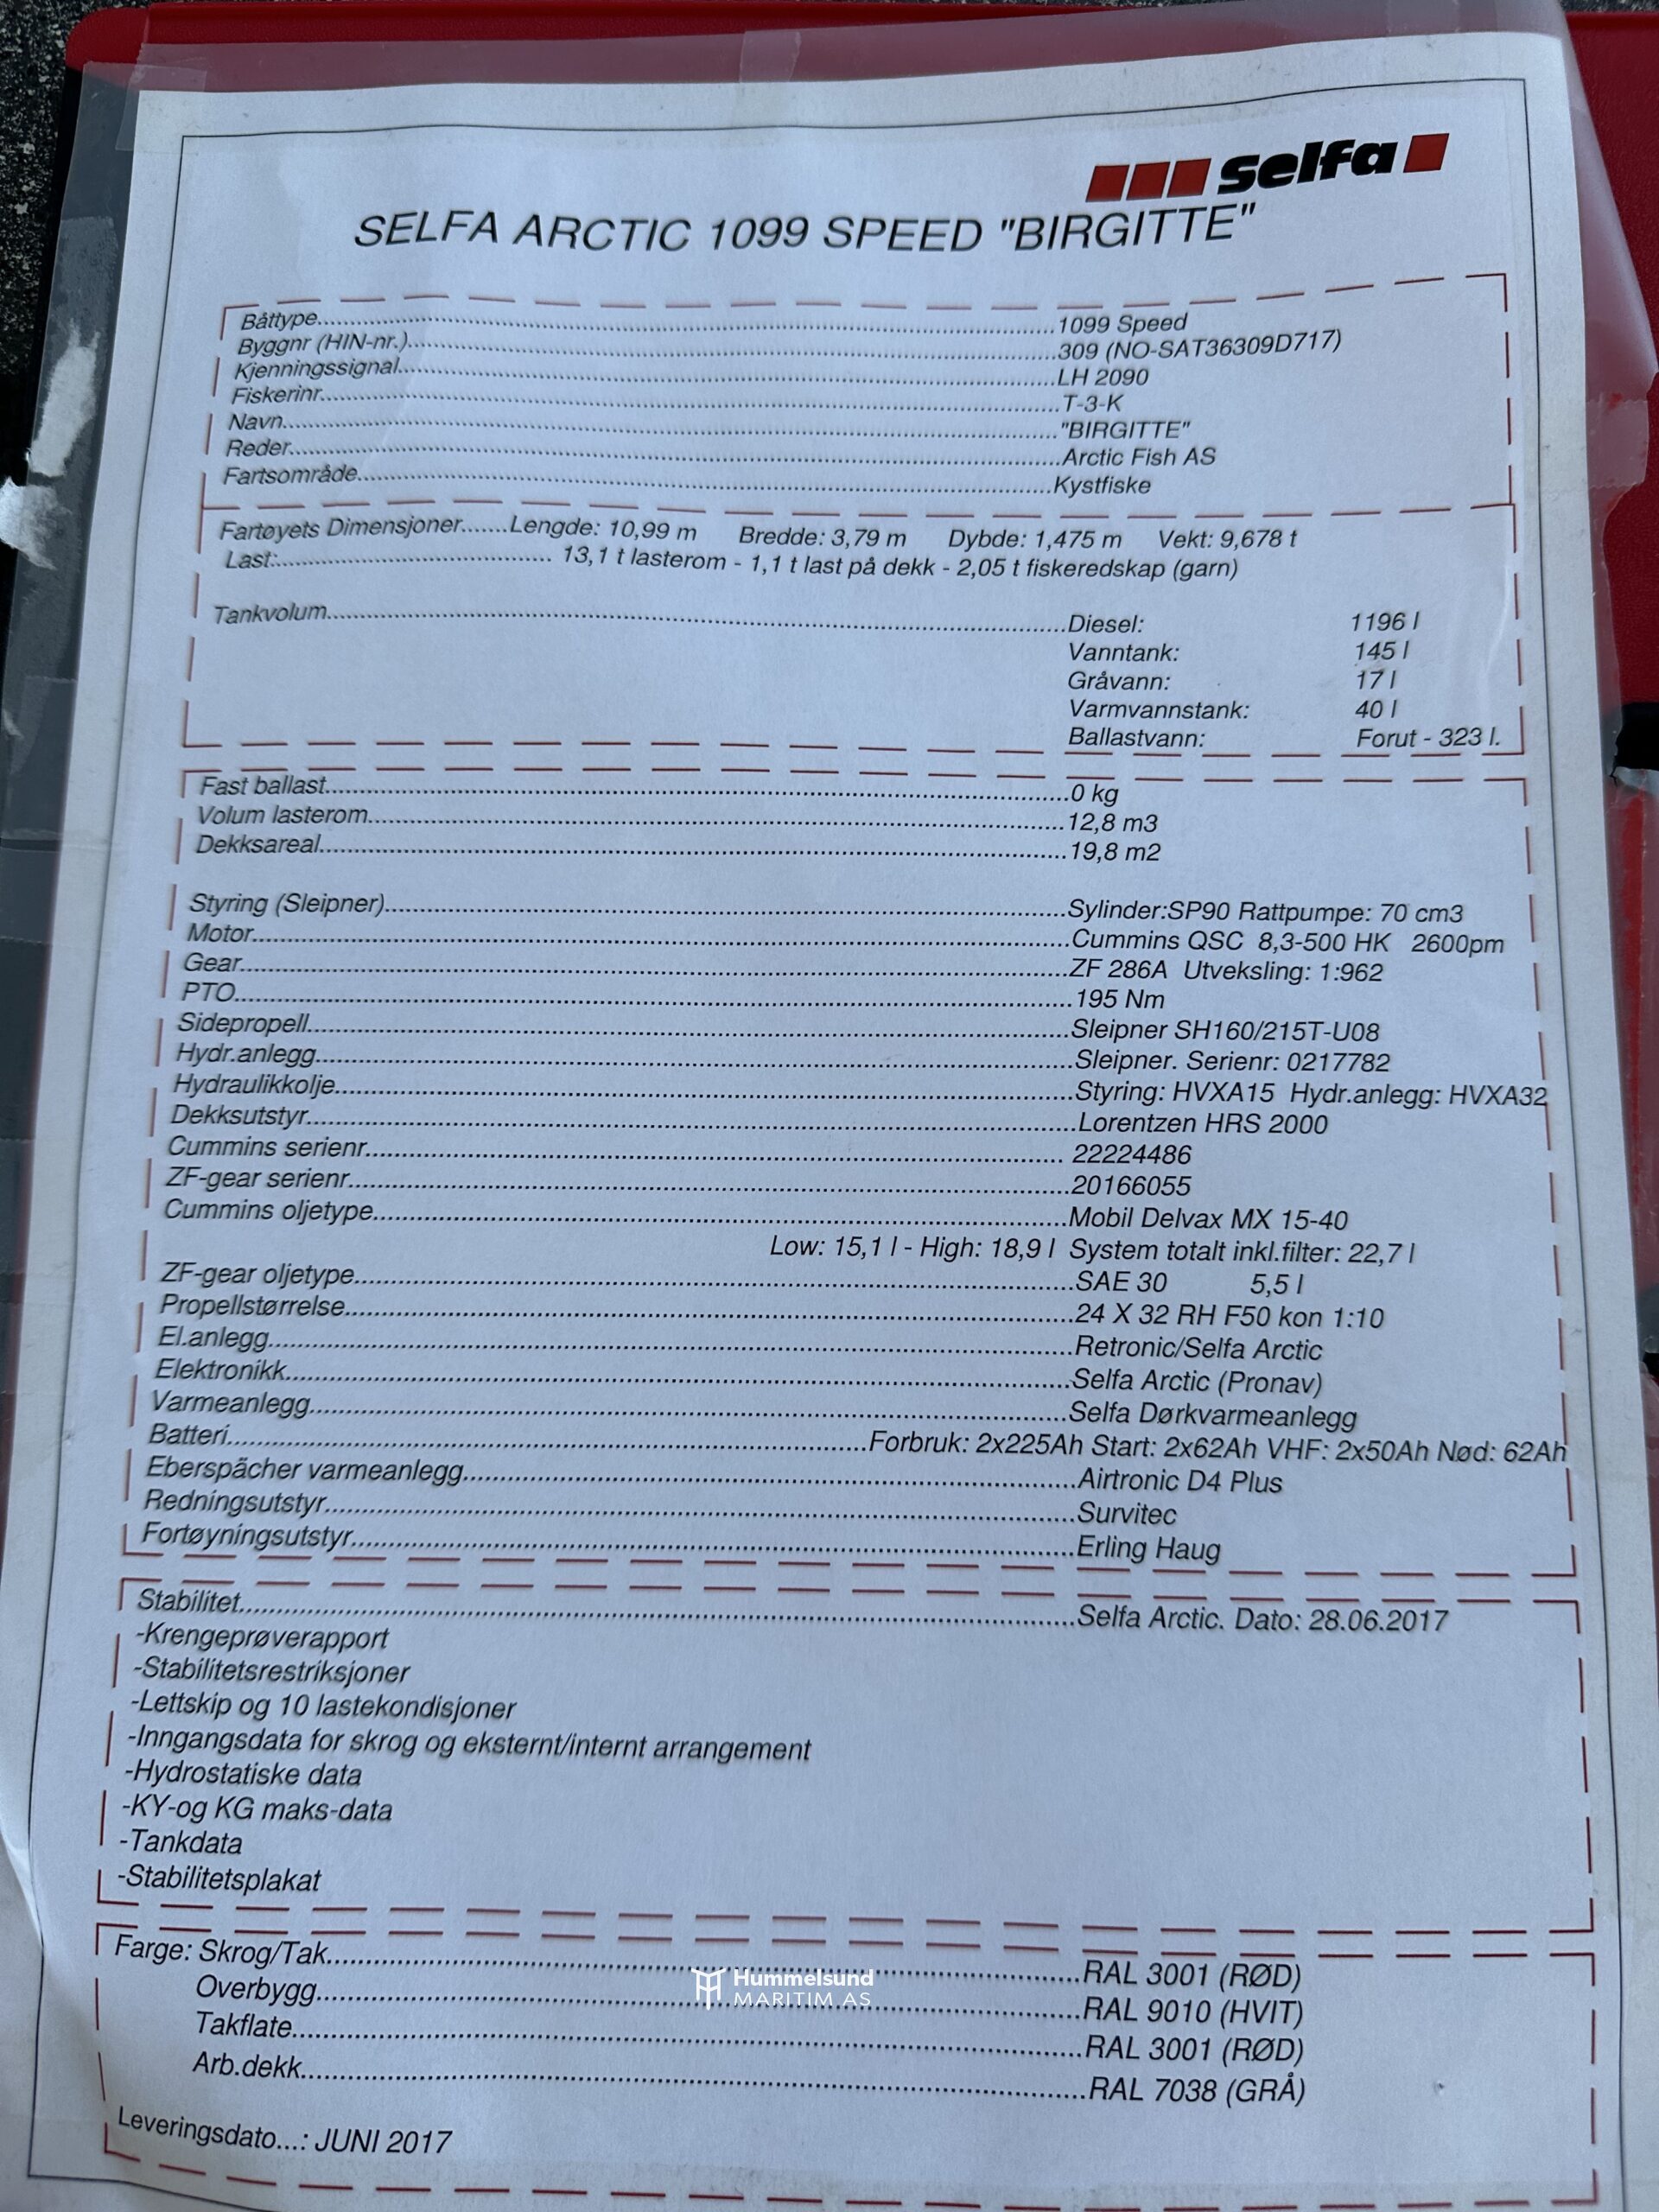 selfa
SELFA ARCTIC 1099 SPEED "BIRGITTE"
Båttype...1099 Speed
Byggnr (HIN-nr.)...309 (NO-SAT36309D717)
Kjenningssignal...LH 2090
Fiskerinr...T-3-K
Navn..."BIRGITTE"
Reder...Arctic Fish AS
Fartsområde...Kystfiske
Fartøyets Dimensjoner.......Lengde: 10,99 m Bredde: 3,79 m Dybde: 1,475 m Vekt: 9,678 t
Last:... 13,1 t lasterom - 1,1 t last på dekk - 2,05 t fiskeredskap (garn)
Tankvolum...Diesel: 1196 l
Vanntank: 145 l
Gråvann: 17 l
Varmvannstank: 40 l
Ballastvann: Forut - 323 l.
Fast ballast...0 kg
Volum lasterom...12,8 m3
Dekksareal...19,8 m2
Styring (Sleipner)...Sylinder:SP90 Rattpumpe: 70 cm3
Motor...Cummins QSC 8,3-500 HK 2600pm
Gear...ZF 286A Utveksling: 1:962
PTO...195 Nm
Sidepropell...Sleipner SH160/215T-U08
Hydr.anlegg...Sleipner. Serienr: 0217782
Hydraulikkolje...Styring: HVXA15 Hydr.anlegg: HVXA32
Dekksutstyr...Lorentzen HRS 2000
Cummins serienr... 22224486
ZF-gear serienr...20166055
Cummins oljetype...Mobil Delvax MX 15-40
Low: 15,1 l - High: 18,9 l System totalt inkl.filter: 22,7 l
ZF-gear oljetype...SAE 30 5,5 l
Propellstørrelse...24 X 32 RH F50 kon 1:10
El.anlegg...Retronic/Selfa Arctic
Elektronikk...Selfa Arctic (Pronav)
Varmeanlegg...Selfa Dørkvarmeanlegg
Batteri...Forbruk: 2x225Ah Start: 2x62Ah VHF: 2x50Ah Nød: 62Ah
Eberspächer varmeanlegg...Airtronic D4 Plus
Redningsutstyr...Survitec
Fortøyningsutstyr...Erling Haug
Stabilitet...Selfa Arctic. Dato: 28.06.2017
-Krengeprøverapport
-Stabilitetsrestriksjoner
-Lettskip og 10 lastekondisjoner
-Inngangsdata for skrog og eksternt/internt arrangement
-Hydrostatiske data
-KY-og KG maks-data
-Tankdata
-Stabilitetsplakat
Farge: Skrog/Tak...RAL 3001 (RØD)
Overbygg...RAL 9010 (HVIT)
Takflate...RAL 3001 (RØD)
Arb.dekk...RAL 7038 (GRÅ)
Leveringsdato...: JUNI 2017
Hummelsund
MARITIM AS